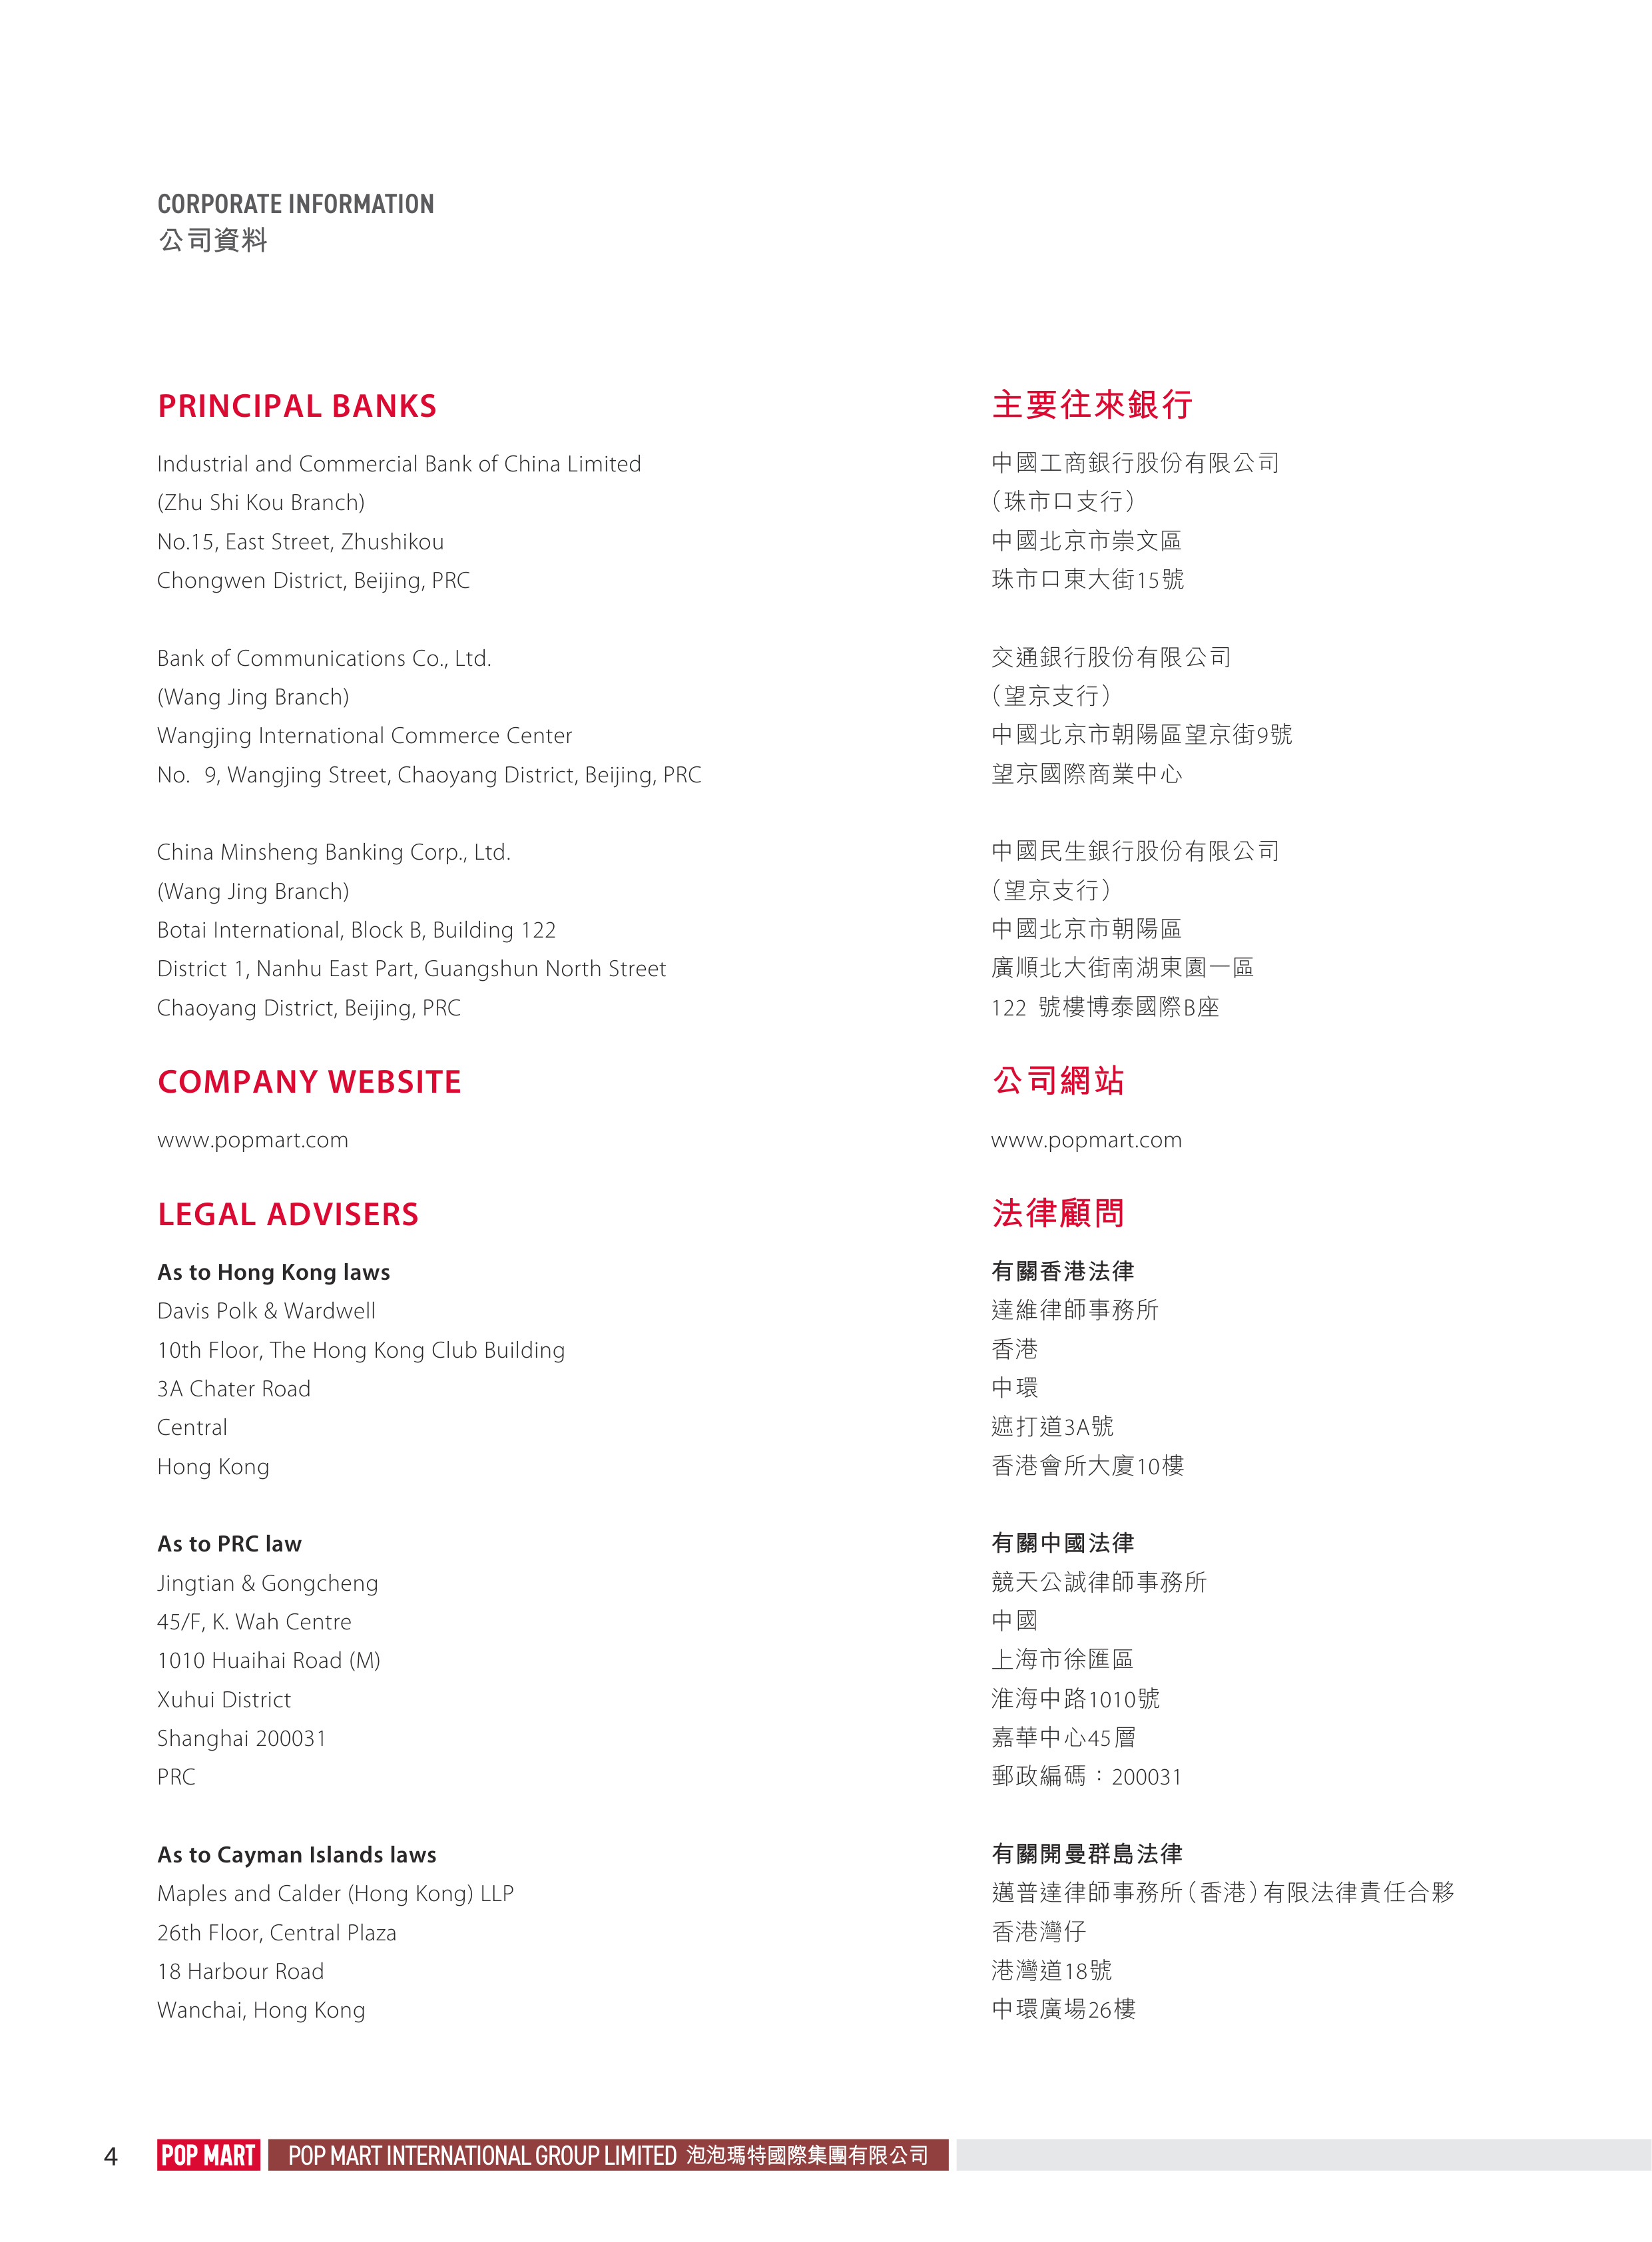 CORPORATE INFORMATION
公司資料
PRINCIPAL BANKS
Industrial and Commercial Bank of China Limited
(Zhu Shi Kou Branch)
No.15, East Street, Zhushikou
Chongwen District, Beijing, PRC
Bank of Communications Co., Ltd.
(Wang Jing Branch)
Wangjing International Commerce Center
No. 9, Wangjing Street, Chaoyang District, Beijing, PRC
China Minsheng Banking Corp., Ltd.
(Wang Jing Branch)
Botai International, Block B, Building 122
District 1, Nanhu East Part, Guangshun North Street
Chaoyang District, Beijing, PRC
COMPANY WEBSITE
www.popmart.com
LEGAL ADVISERS
As to Hong Kong laws
Davis Polk & Wardwell
10th Floor, The Hong Kong Club Building
3A Chater Road
Central
Hong Kong
As to PRC law
Jingtian & Gongcheng
45/F, K. Wah Centre
1010 Huaihai Road (M)
Xuhui District
Shanghai 200031
PRC
As to Cayman Islands laws
Maples and Calder (Hong Kong) LLP
26th Floor, Central Plaza
18 Harbour Road
Wanchai, Hong Kong
主要往來銀行
中國工商銀行股份有限公司
（珠市口支行）
中國北京市崇文區
珠市口東大街15號
交通銀行股份有限公司
（望京支行）
中國北京市朝陽區望京街9號
望京國際商業中心
中國民生銀行股份有限公司
（望京支行）
中國北京市朝陽區
廣順北大街南湖東園一區
122 號樓博泰國際B座
公司網站
www.popmart.com
法律顧問
有關香港法律
達維律師事務所
香港
中環
遮打道3A號
香港會所大廈10樓
有關中國法律
競天公誠律師事務所
中國
上海市徐匯區
淮海中路1010號
嘉華中心45層
郵政編碼：200031
有關開曼群島法律
邁普達律師事務所（香港）有限法律責任合夥
香港灣仔
港灣道18號
中環廣場26樓
4
POP MART
POP MART INTERNATIONAL GROUP LIMITED 泡泡瑪特國際集團有限公司